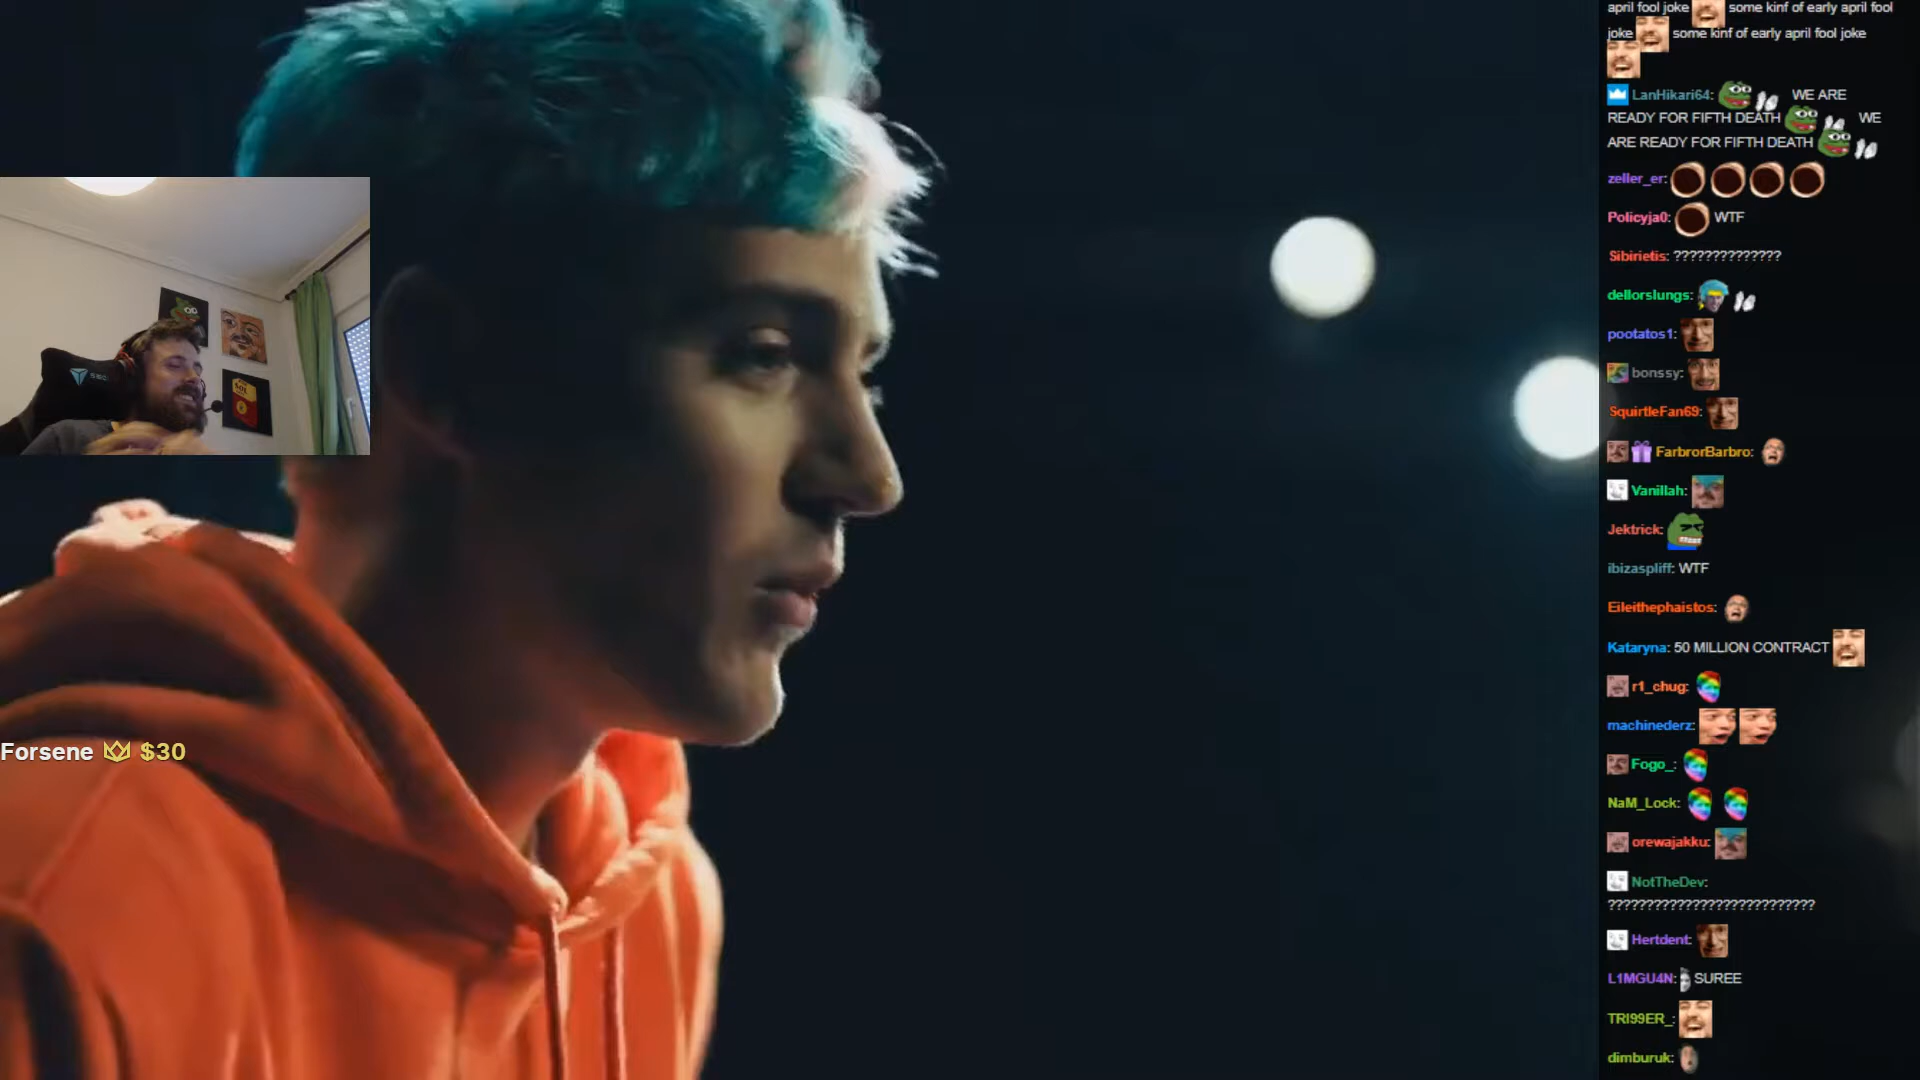 april fool joke some kinf of early april fool
joke some kinf of early april fool joke
LanHikari64: WE ARE
READY FOR FIFTH DEATH WE
ARE READY FOR FIFTH DEATH
zeller_er:
Policyja0: WTF
Sibirietis: ??????????????
dellorslungs:
pootatos1:
bonssy:
SquirtleFan69:
FarbrorBarbro:
Vanillah:
Jektrick:
ibizaspliff: WTF
Eileithephaistos:
Kataryna: 50 MILLION CONTRACT
r1_chug:
machinederz:
Forsene $30
Fogo_:
NaM_Lock:
orewajakku:
NotTheDev:
???????????????????????????
Hertdent:
L1MGU4N: SUREE
TRI99ER_:
dimburuk: